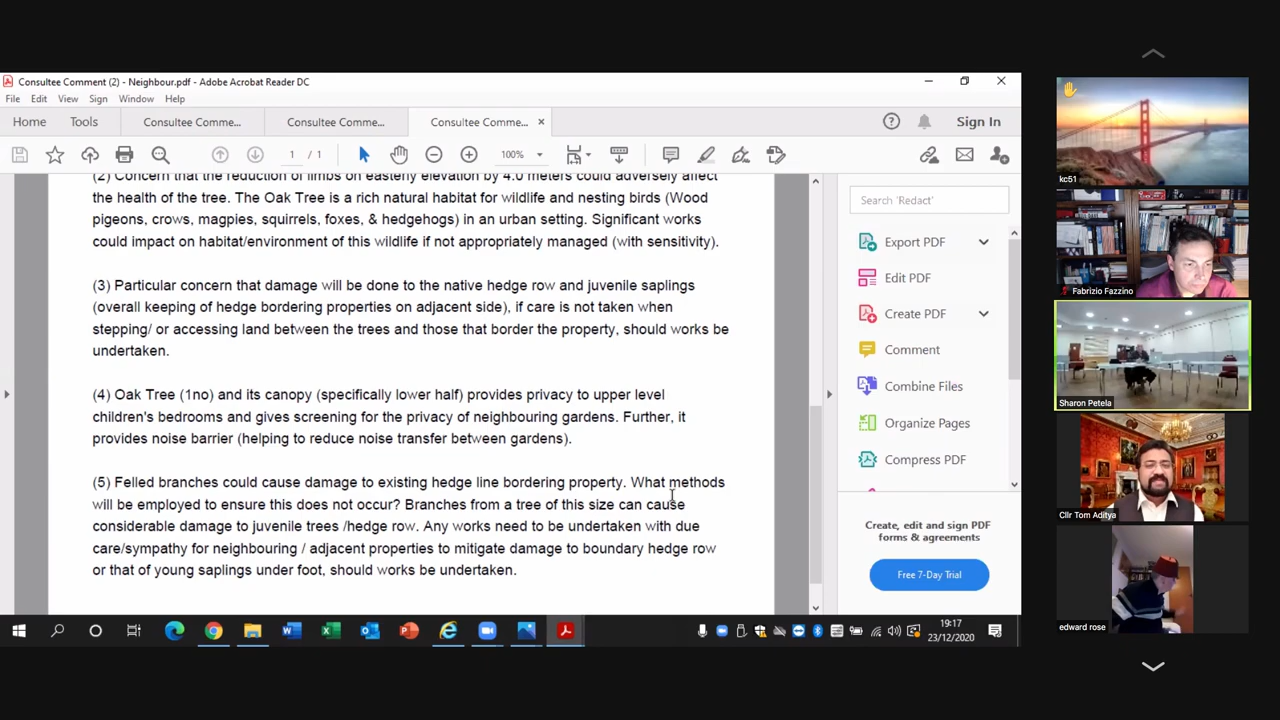 Consultee Comment (2) - Neighbour.pdf - Adobe Acrobat Reader DC
File Edit View Sign Window Help
Home Tools Consultee Comme... Consultee Comme... Consultee Comme... Sign In
1 / 1 100%
(2) Concern that the reduction of limbs on easterly elevation by 4.0 meters could adversely affect
the health of the tree. The Oak Tree is a rich natural habitat for wildlife and nesting birds (Wood
pigeons, crows, magpies, squirrels, foxes, & hedgehogs) in an urban setting. Significant works
could impact on habitat/environment of this wildlife if not appropriately managed (with sensitivity).
(3) Particular concern that damage will be done to the native hedge row and juvenile saplings
(overall keeping of hedge bordering properties on adjacent side), if care is not taken when
stepping/ or accessing land between the trees and those that border the property, should works be
undertaken.
(4) Oak Tree (1no) and its canopy (specifically lower half) provides privacy to upper level
children's bedrooms and gives screening for the privacy of neighbouring gardens. Further, it
provides noise barrier (helping to reduce noise transfer between gardens).
(5) Felled branches could cause damage to existing hedge line bordering property. What methods
will be employed to ensure this does not occur? Branches from a tree of this size can cause
considerable damage to juvenile trees /hedge row. Any works need to be undertaken with due
care/sympathy for neighbouring / adjacent properties to mitigate damage to boundary hedge row
or that of young saplings under foot, should works be undertaken.
Search 'Redact'
Export PDF
Edit PDF
Create PDF
Comment
Combine Files
Organize Pages
Compress PDF
Create, edit and sign PDF
forms & agreements
Free 7-Day Trial
19:17
23/12/2020
kc51
Fabrizio Fazzino
Sharon Petela
Cllr Tom Aditya
edward rose